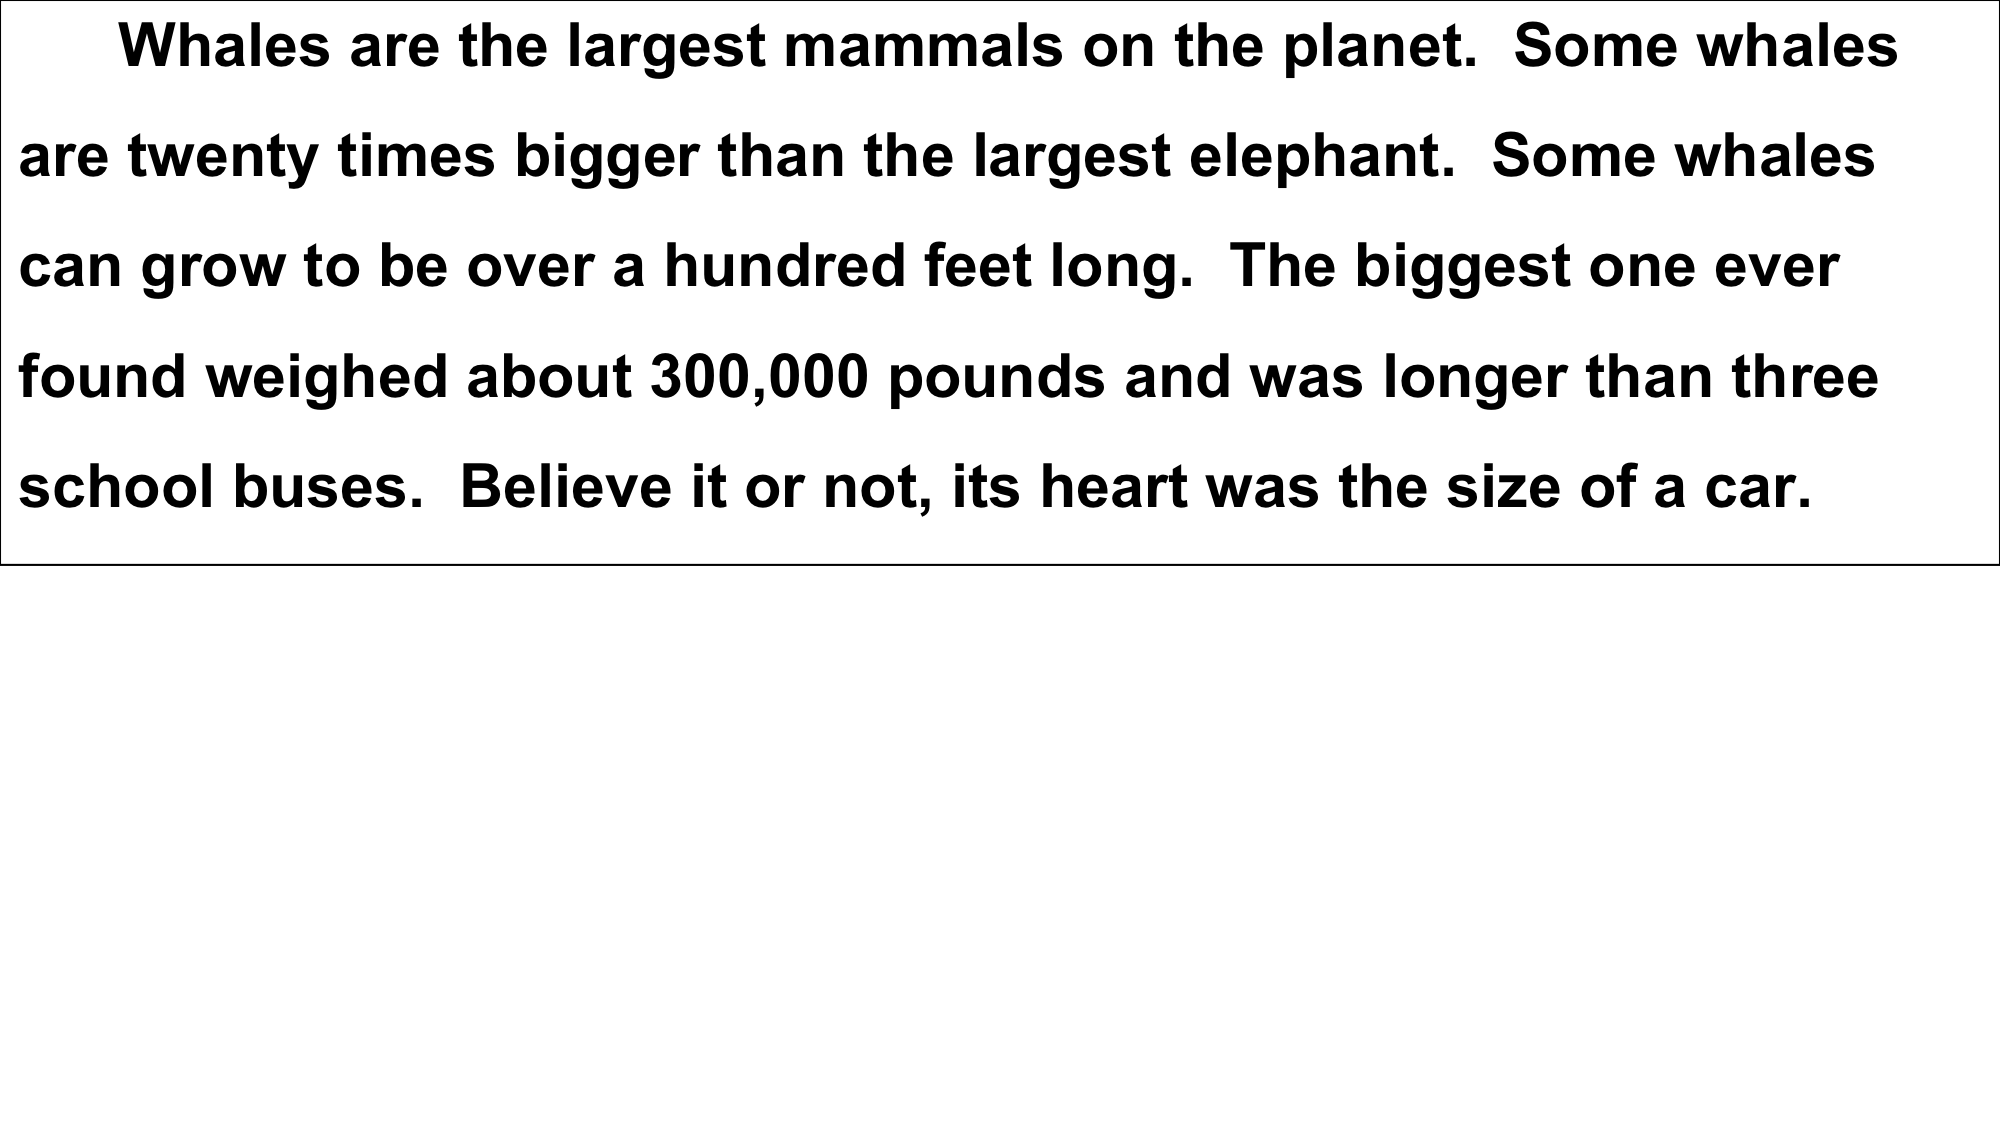 Whales are the largest mammals on the planet.  Some whales
are twenty times bigger than the largest elephant.  Some whales
can grow to be over a hundred feet long.  The biggest one ever
found weighed about 300,000 pounds and was longer than three
school buses.  Believe it or not, its heart was the size of a car.